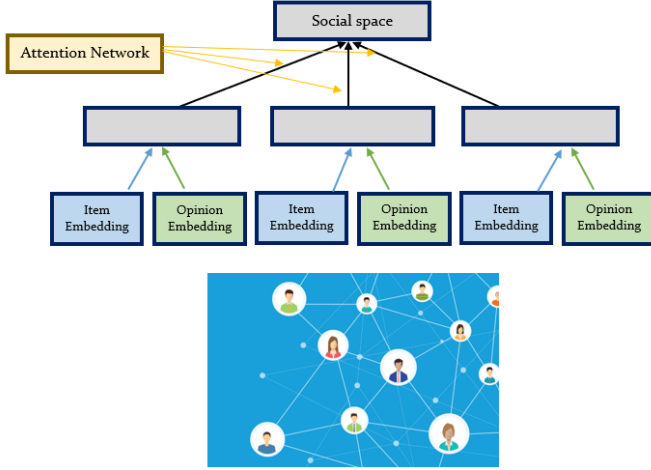 Social space
Attention Network
Item
Embedding
Opinion
Embedding
Item
Embedding
Opinion
Embedding
Item
Embedding
Opinion
Embedding